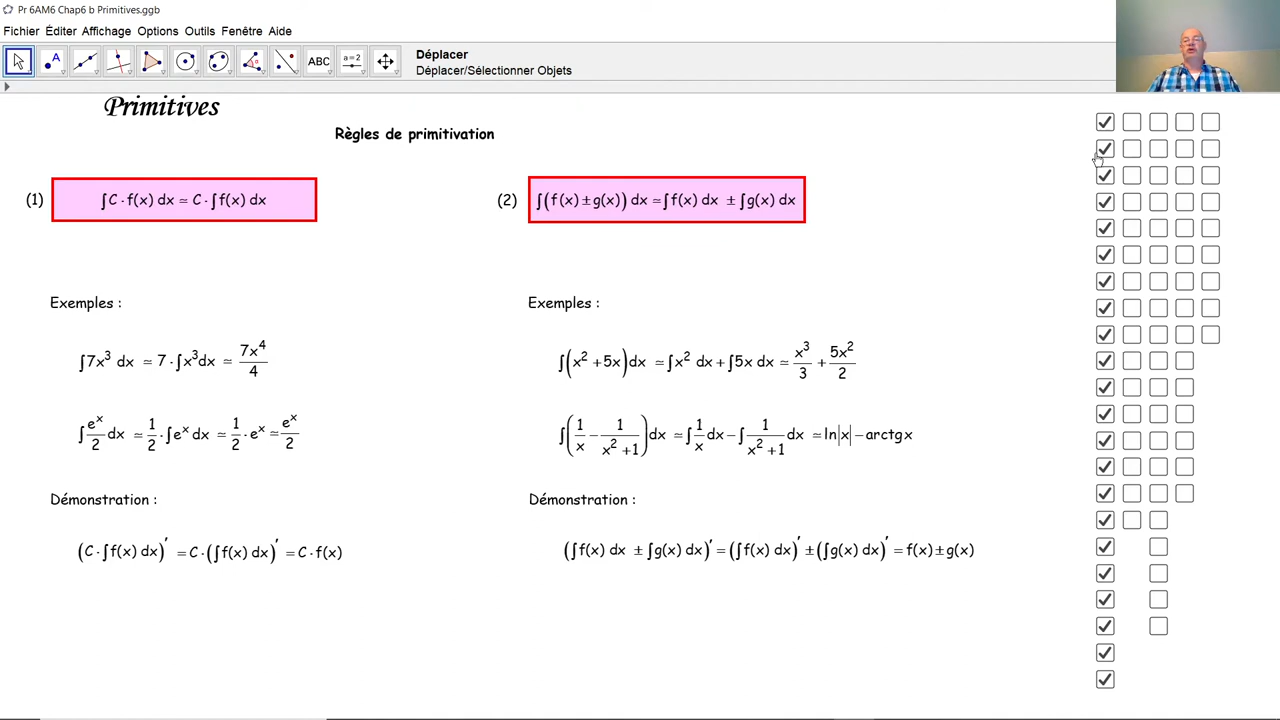 Pr 6AM6 Chap6 b Primitives.ggb
Fichier Éditer Affichage Options Outils Fenêtre Aide
A ABC a=2 Déplacer
Déplacer/Sélectionner Objets
Primitives
Règles de primitivation
(1) ∫C·f(x) dx ≃ C·∫f(x) dx
(2) ∫(f(x)±g(x)) dx ≃ ∫f(x) dx ± ∫g(x) dx
Exemples :
∫7x³ dx ≃ 7·∫x³dx ≃ 7x⁴/4
∫eˣ/2 dx ≃ 1/2·∫eˣ dx ≃ 1/2·eˣ ≃ eˣ/2
Exemples :
∫(x²+5x)dx ≃ ∫x² dx + ∫5x dx ≃ x³/3 + 5x²/2
∫(1/x − 1/(x²+1))dx ≃ ∫1/x dx − ∫1/(x²+1) dx ≃ ln|x| − arctgx
Démonstration :
(C·∫f(x) dx)′ = C·(∫f(x) dx)′ = C·f(x)
Démonstration :
(∫f(x) dx ± ∫g(x) dx)′ = (∫f(x) dx)′ ± (∫g(x) dx)′ = f(x)±g(x)